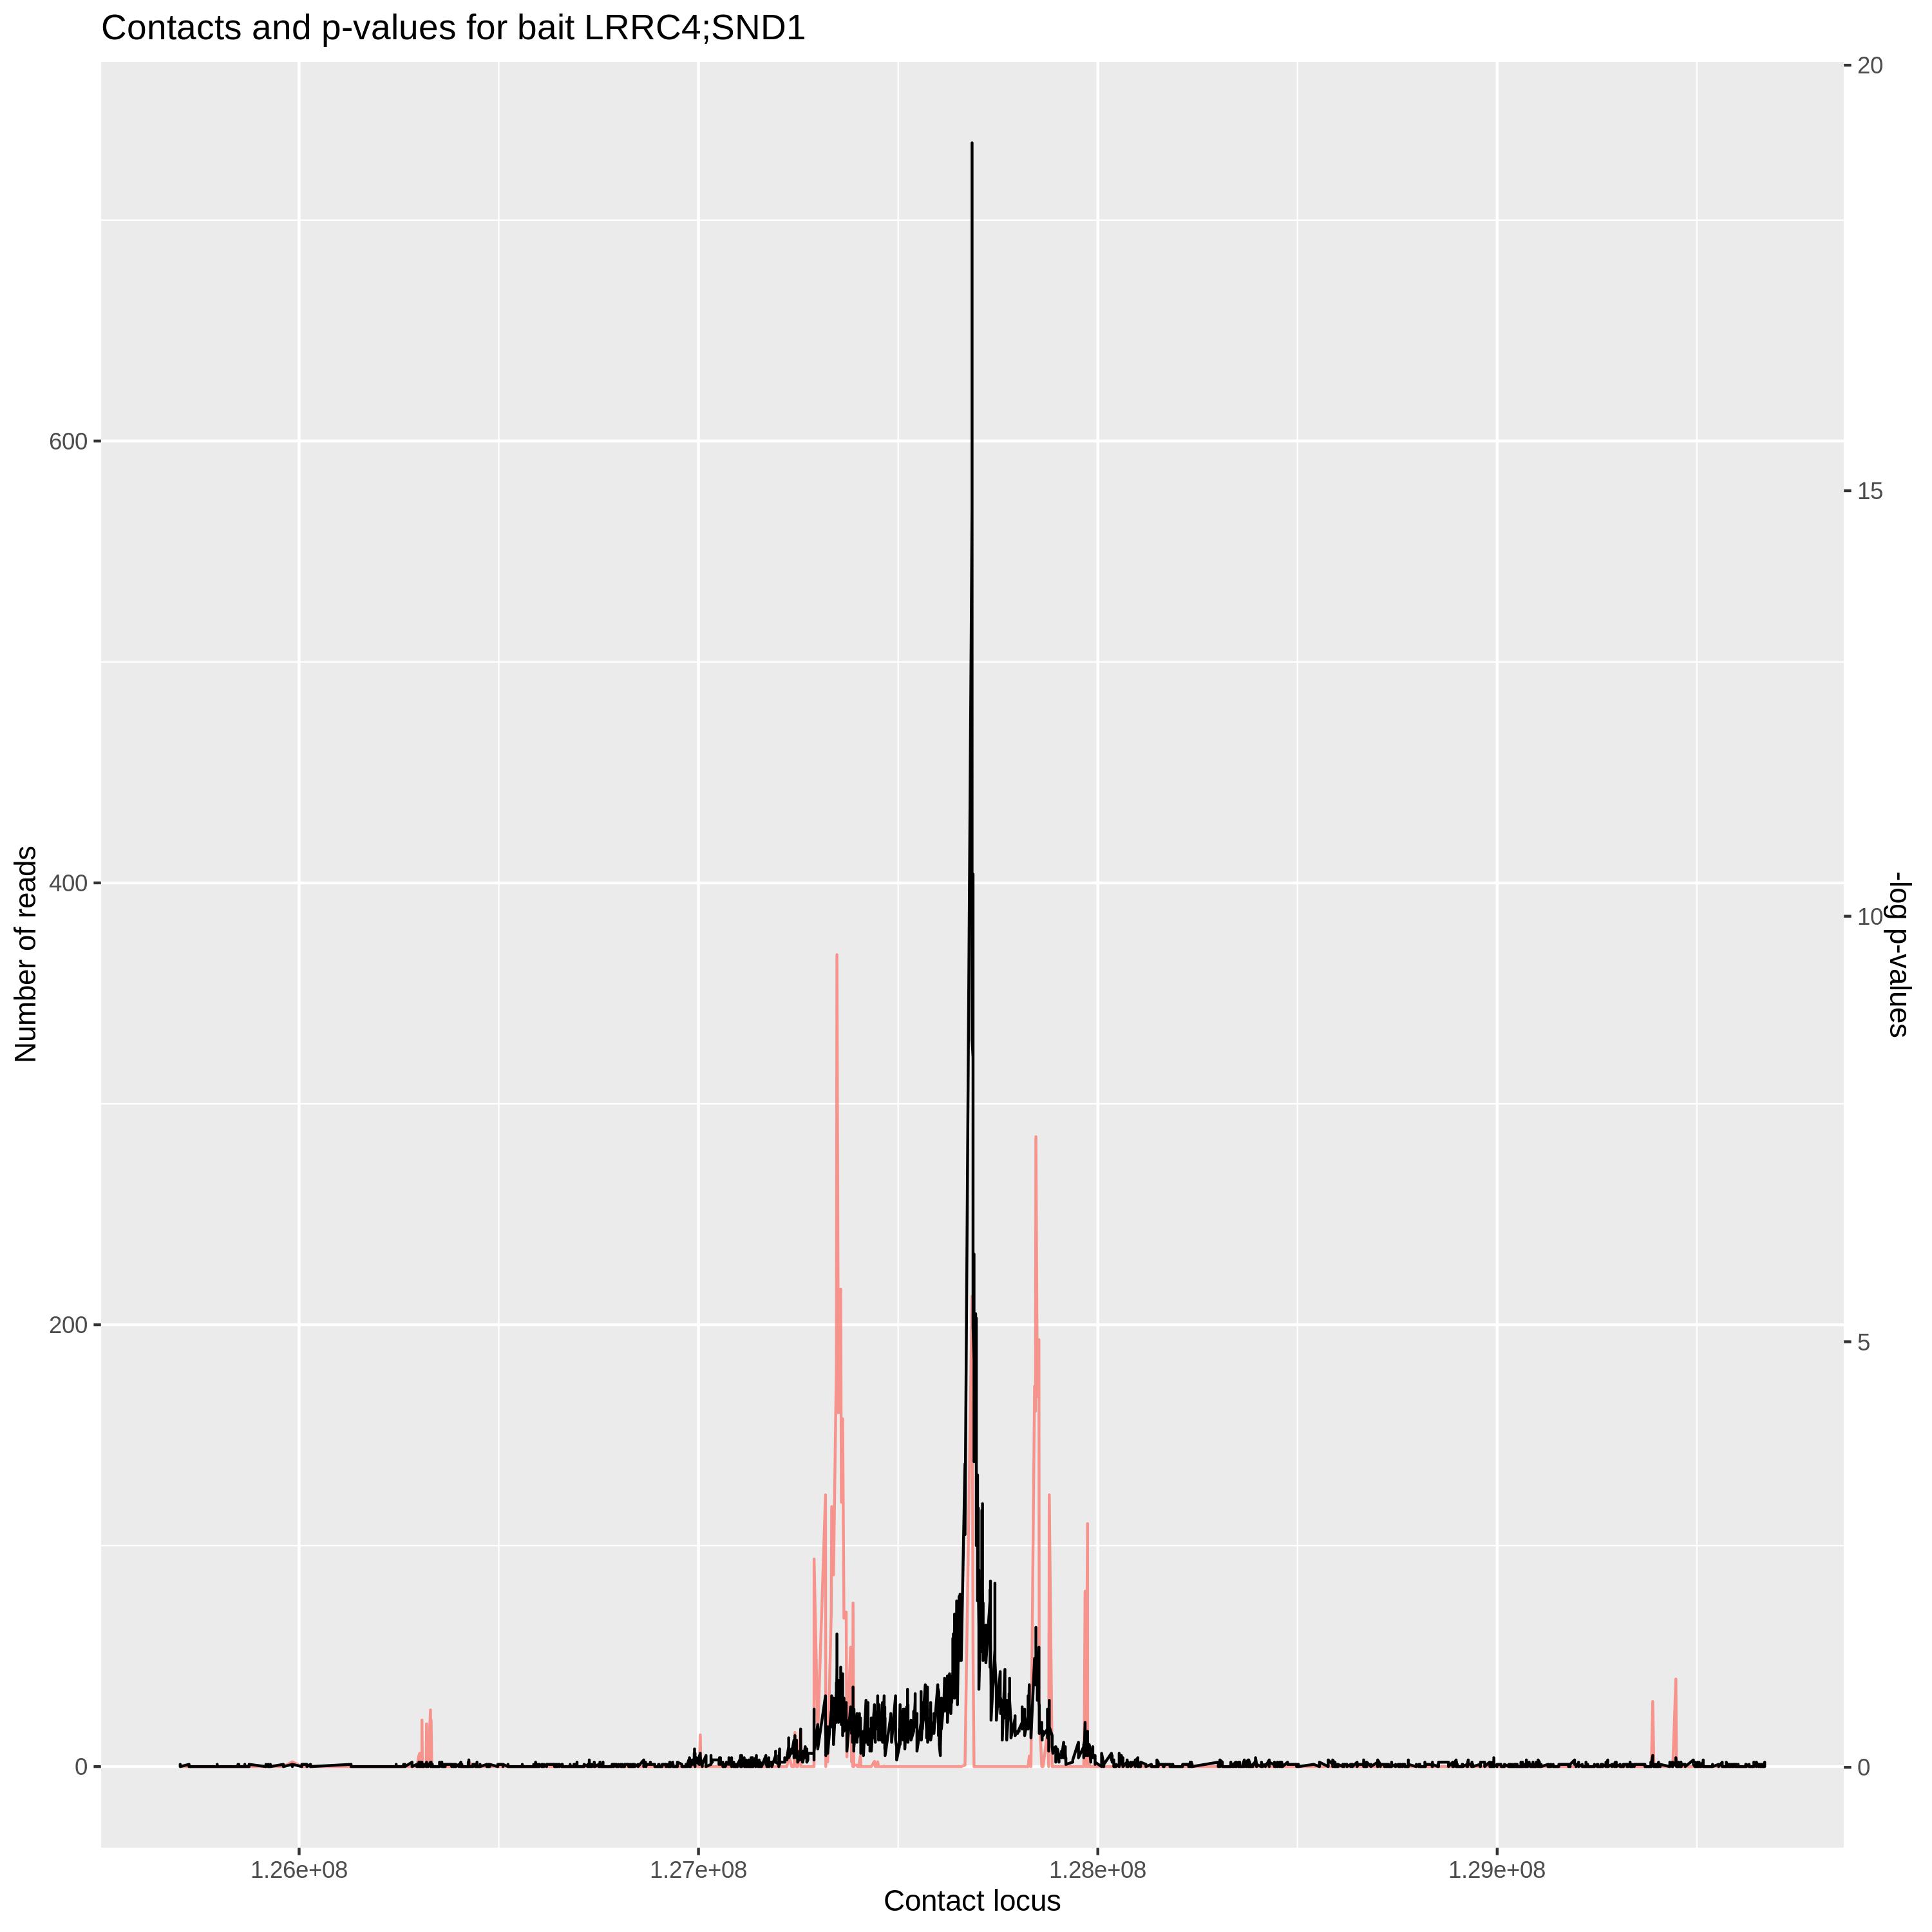 Contacts and p-values for bait LRRC4;SND1
20
600
15
400
10
Number of reads
-log p-values
200
5
0
0
1.26e+08
1.27e+08
1.28e+08
1.29e+08
Contact locus